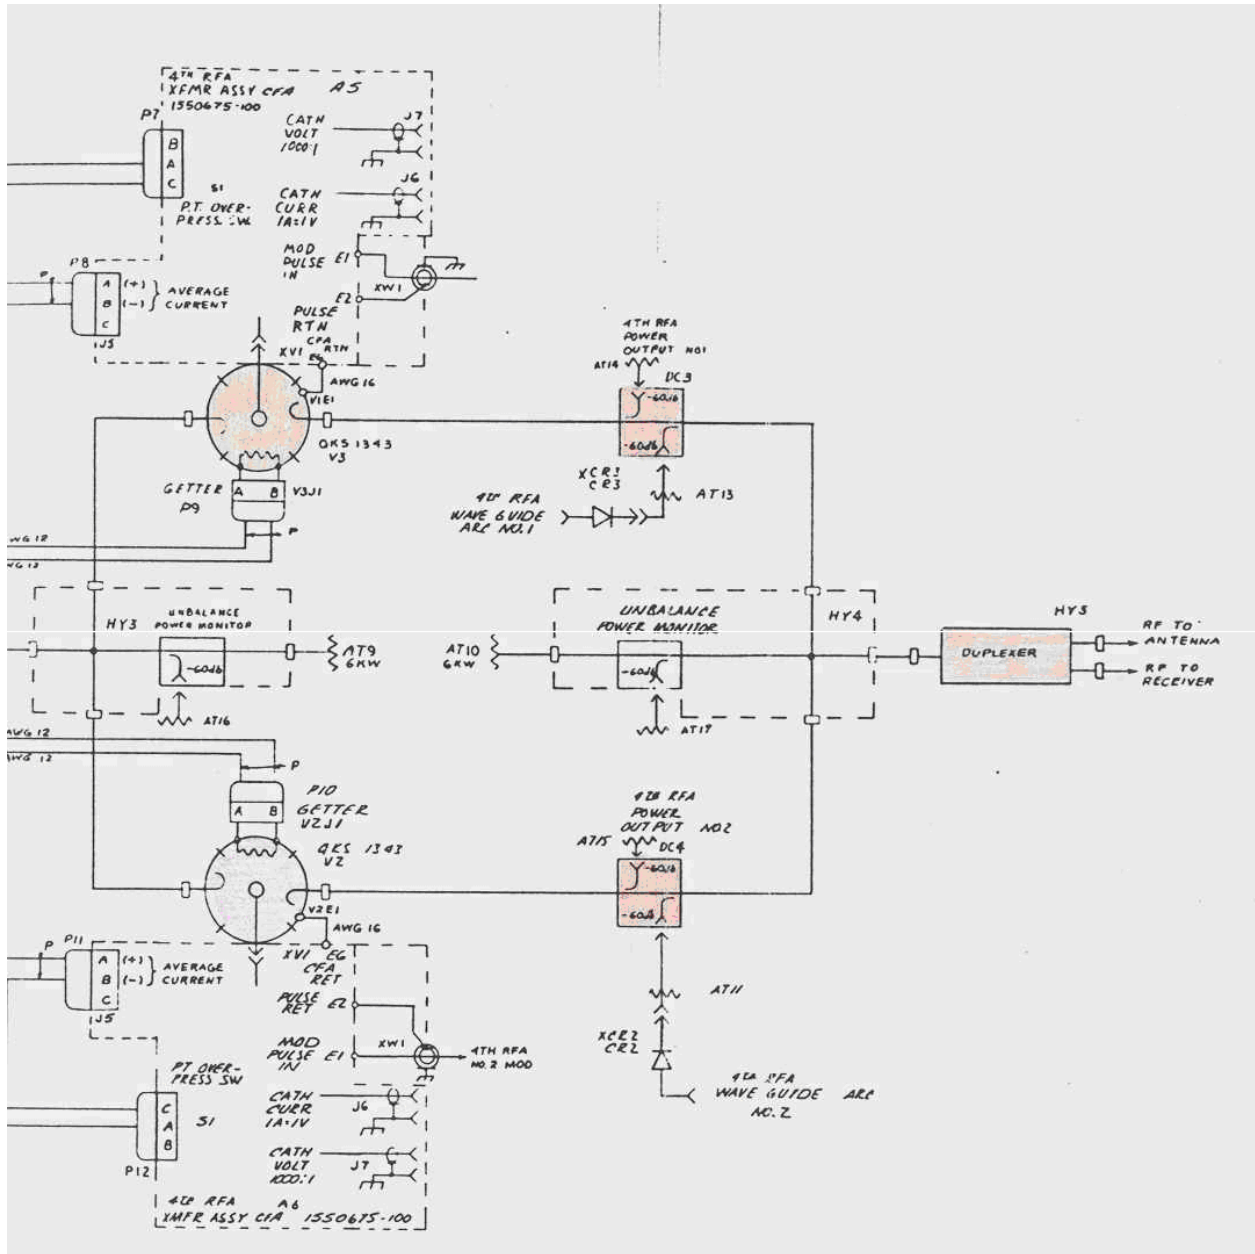 4TH RFA
XFMR ASSY CFA A5
1550675-100
P7
B
A
C
S1
P.T. OVER-
PRESS SW
CATH
VOLT
1000:1
J7
CATH
CURR
1A=1V
J6
MOD
PULSE
IN
E1
XW1
E2
PULSE
RTN
P8
P
A (+)
B (-)
C
AVERAGE
CURRENT
J5
XV1
CFA
RTN
E6
AWG 16
V1E1
QKS 1343
V3
GETTER
A B
V3J1
P9
P
WG 12
WG 12
4TH RFA
POWER
OUTPUT NO1
AT14
DC3
-60db
-60db
XCR3
CR3
AT13
4TH RFA
WAVE GUIDE
ARC NO.1
HY3
UNBALANCE
POWER MONITOR
-60db
AT9
6KW
AT16
AT10
6KW
UNBALANCE
POWER MONITOR
-60db
HY4
AT17
HY5
DUPLEXER
RF TO
ANTENNA
RF TO
RECEIVER
AWG 12
AWG 12
P
P10
GETTER
V2J1
A B
QKS 1343
V2
V2E1
AWG 16
4TH RFA
POWER
OUTPUT NO2
AT15
DC4
-60db
-60db
AT11
XCR2
CR2
4TH RFA
WAVE GUIDE ARC
NO.2
P
P11
A (+)
B (-)
C
AVERAGE
CURRENT
J5
XV1 E6
CFA
RET
PULSE
RET
E2
MOD
PULSE
IN
E1
XW1
4TH RFA
NO.2 MOD
PT OVER-
PRESS SW
S1
C
A
B
P12
CATH
CURR
1A=1V
J6
CATH
VOLT
1000:1
J7
4TH RFA A6
XMFR ASSY CFA 1550675-100